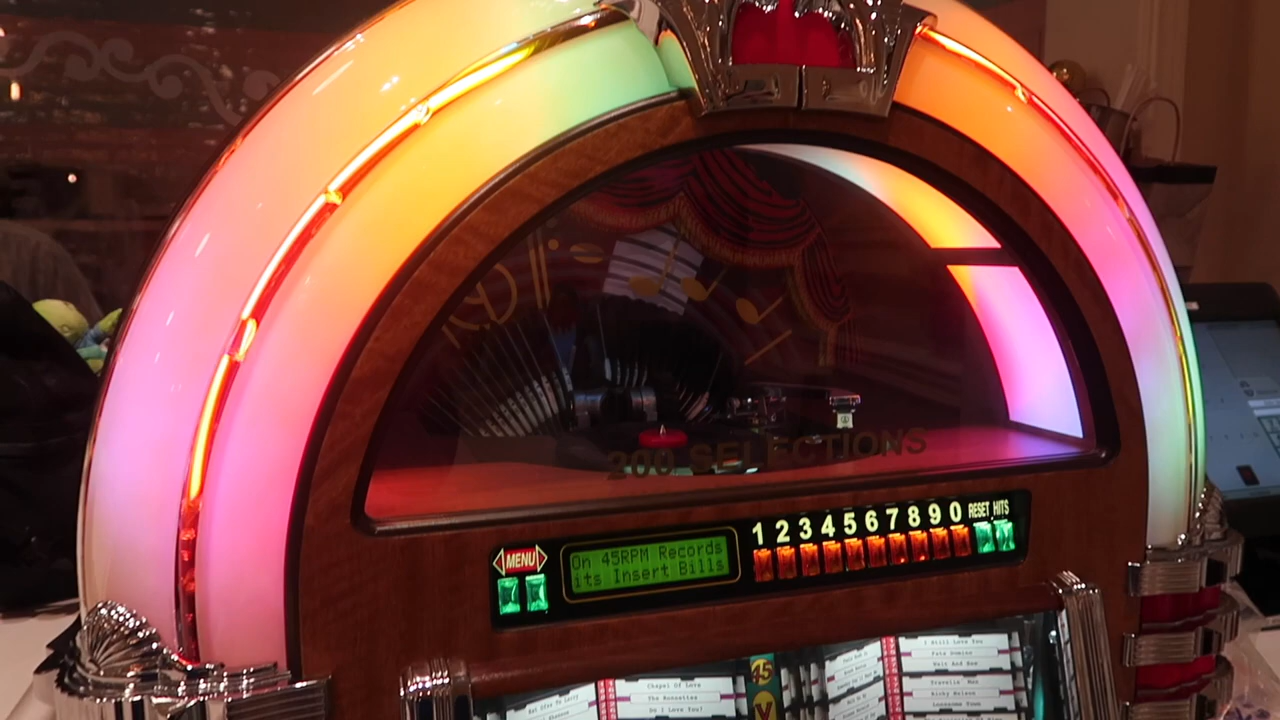 200 SELECTIONS
MENU
On 45RPM Records
its Insert Bills
1 2 3 4 5 6 7 8 9 0 RESET HITS
I Still Love You
Fats Domino
Wait And See
Travelin' Man
Ricky Nelson
Lonesome Town
45
Chapel Of Love
The Ronettes
Do I Love You?